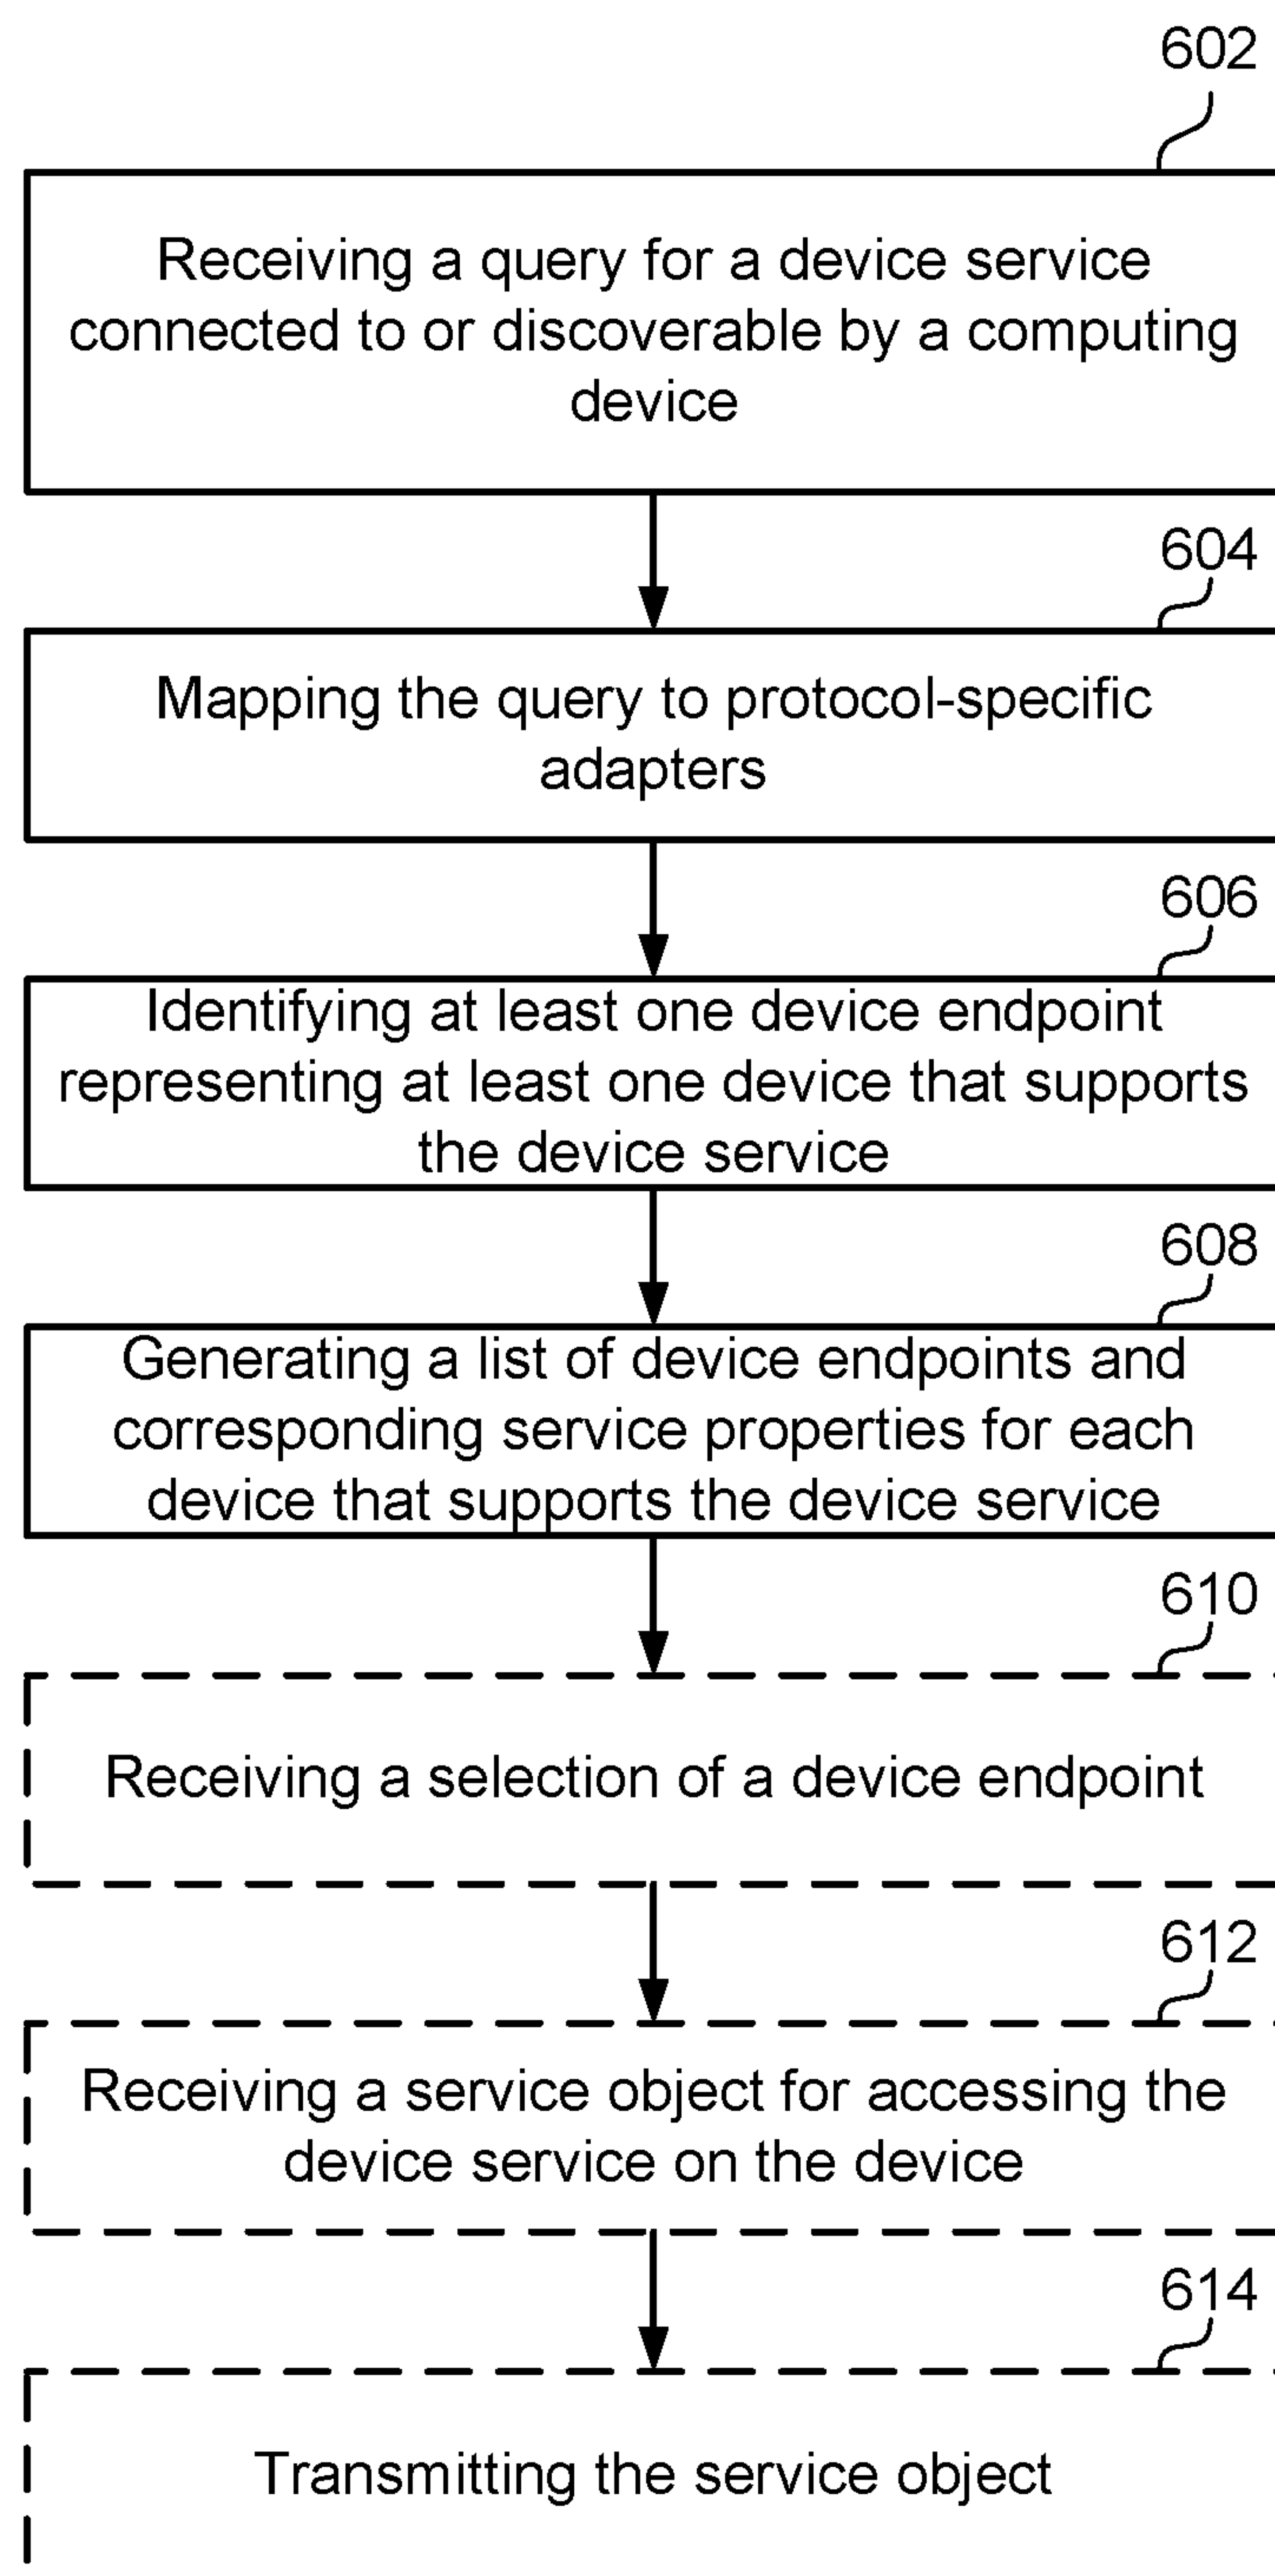 602
Receiving a query for a device service
connected to or discoverable by a computing
device
604
Mapping the query to protocol-specific
adapters
606
Identifying at least one device endpoint
representing at least one device that supports
the device service
608
Generating a list of device endpoints and
corresponding service properties for each
device that supports the device service
610
Receiving a selection of a device endpoint
612
Receiving a service object for accessing the
device service on the device
614
Transmitting the service object